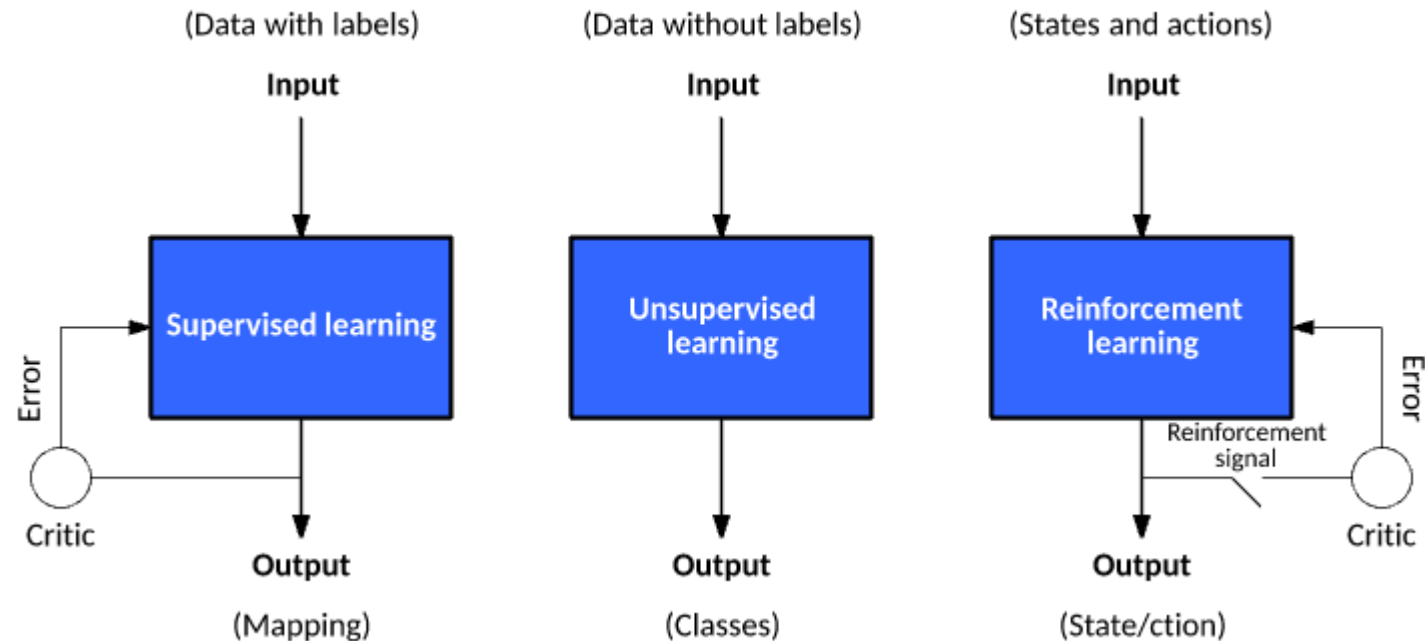 (Data with labels)
Input
Supervised learning
Error
Critic
Output
(Mapping)
(Data without labels)
Input
Unsupervised
learning
Output
(Classes)
(States and actions)
Input
Reinforcement
learning
Error
Reinforcement
signal
Critic
Output
(State/ction)